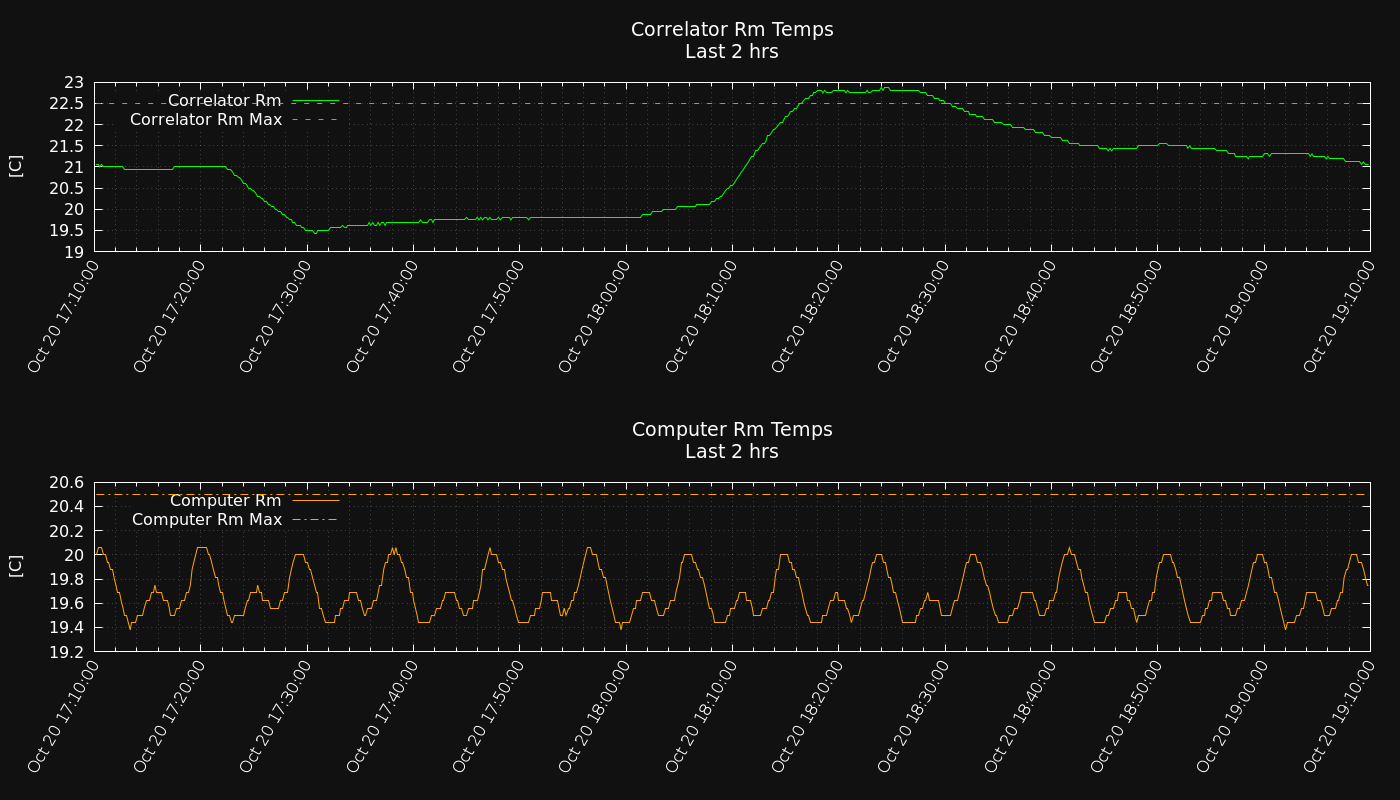 Correlator Rm Temps
Last 2 hrs
23
22.5
22
21.5
21
20.5
20
19.5
19
[C]
Correlator Rm
Correlator Rm Max
Oct 20 17:10:00
Oct 20 17:20:00
Oct 20 17:30:00
Oct 20 17:40:00
Oct 20 17:50:00
Oct 20 18:00:00
Oct 20 18:10:00
Oct 20 18:20:00
Oct 20 18:30:00
Oct 20 18:40:00
Oct 20 18:50:00
Oct 20 19:00:00
Oct 20 19:10:00
Computer Rm Temps
Last 2 hrs
20.6
20.4
20.2
20
19.8
19.6
19.4
19.2
[C]
Computer Rm
Computer Rm Max
Oct 20 17:10:00
Oct 20 17:20:00
Oct 20 17:30:00
Oct 20 17:40:00
Oct 20 17:50:00
Oct 20 18:00:00
Oct 20 18:10:00
Oct 20 18:20:00
Oct 20 18:30:00
Oct 20 18:40:00
Oct 20 18:50:00
Oct 20 19:00:00
Oct 20 19:10:00